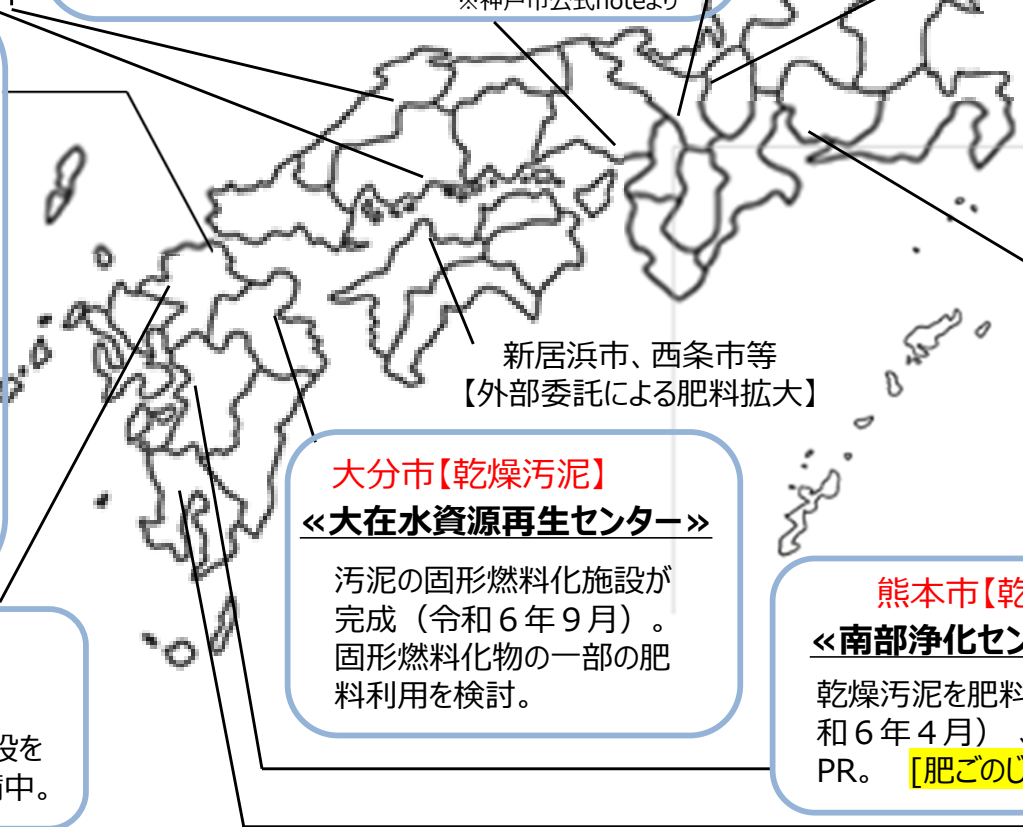 ※神戸市公式noteより
新居浜市、西条市等
【外部委託による肥料拡大】
大分市【乾燥汚泥】
≪大在水資源再生センター≫
汚泥の固形燃料化施設が
完成（令和６年９月）。
固形燃料化物の一部の肥
料利用を検討。
熊本市【乾
≪南部浄化セン
乾燥汚泥を肥料
和６年４月）、
PR。 [肥ごのじ
設を
中。